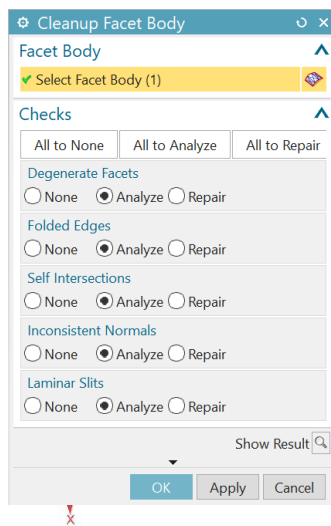 Cleanup Facet Body
Facet Body
Select Facet Body (1)
Checks
All to None All to Analyze All to Repair
Degenerate Facets
None Analyze Repair
Folded Edges
None Analyze Repair
Self Intersections
None Analyze Repair
Inconsistent Normals
None Analyze Repair
Laminar Slits
None Analyze Repair
Show Result
OK Apply Cancel
X